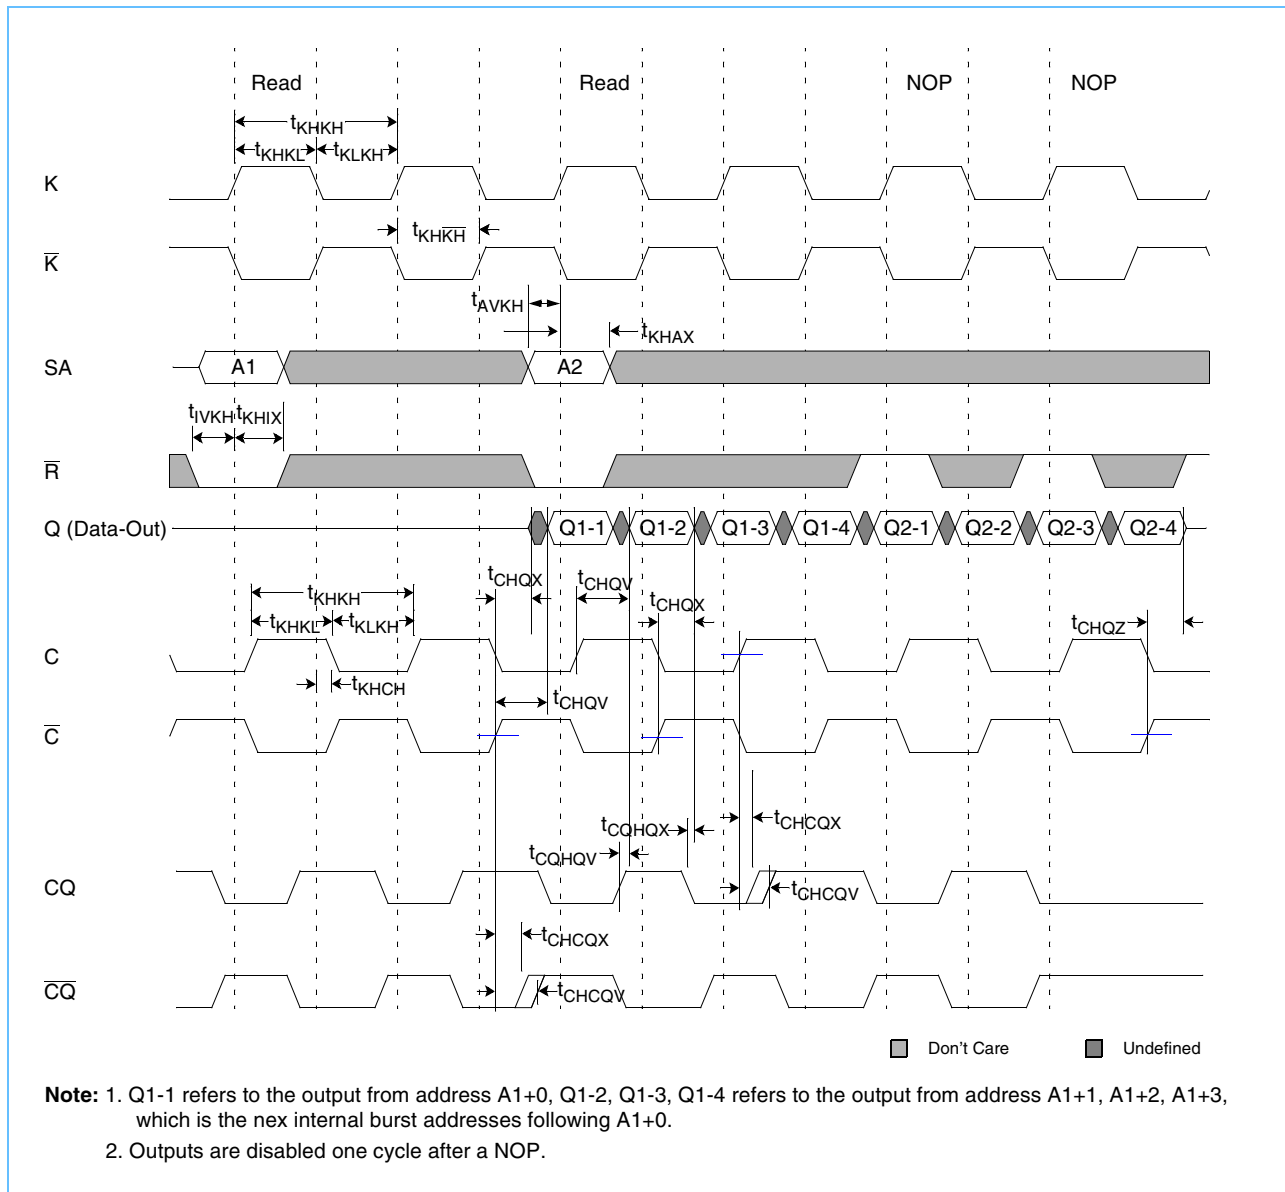 Read Read NOP NOP
tKHKH
tKHKL tKLKH
K
tKHK̅H̅
K̅
tAVKH
tKHAX
SA A1 A2
tIVKH tKHIX
R̅
Q (Data-Out) Q1-1 Q1-2 Q1-3 Q1-4 Q2-1 Q2-2 Q2-3 Q2-4
tCHQX tCHQV
tKHKH tCHQX
tKHKL tKLKH tCHQZ
C
tKHCH
tCHQV
C̅
tCHCQX
tCQHQX
tCQHQV
CQ tCHCQV
tCHCQX
C̅Q̅ tCHCQV
Don't Care Undefined
Note: 1. Q1-1 refers to the output from address A1+0, Q1-2, Q1-3, Q1-4 refers to the output from address A1+1, A1+2, A1+3,
which is the nex internal burst addresses following A1+0.
2. Outputs are disabled one cycle after a NOP.